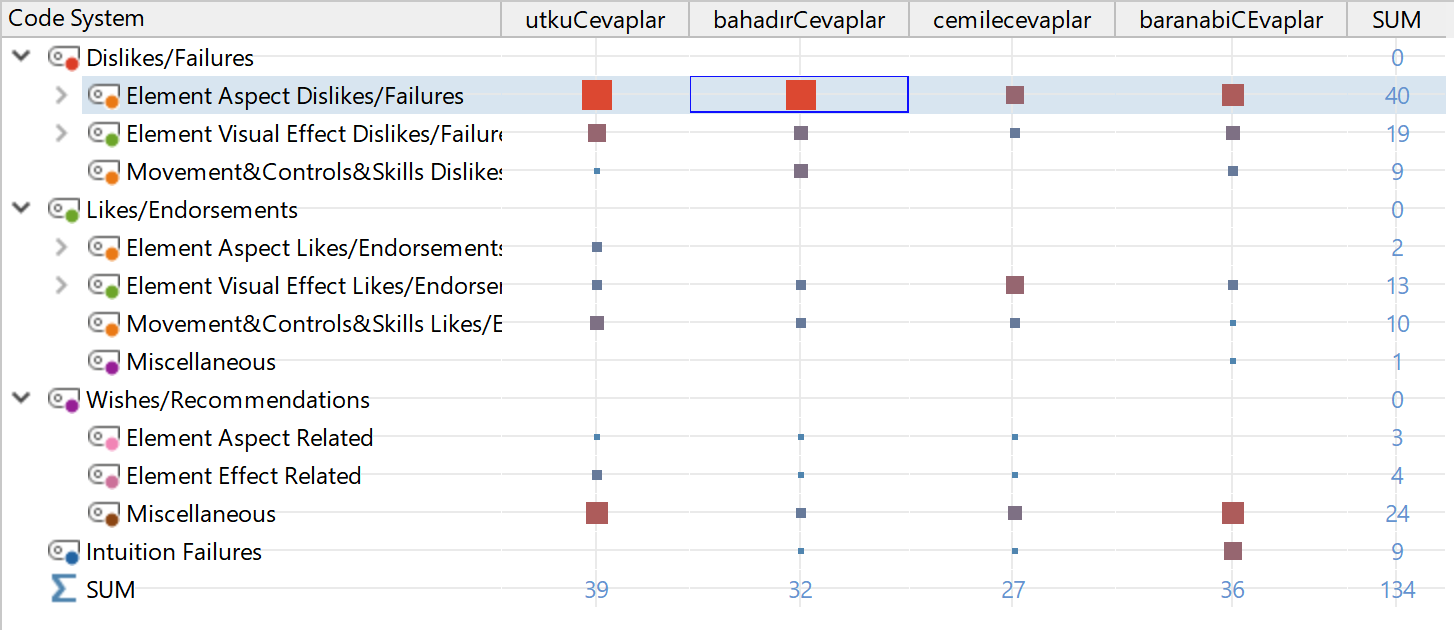 Code System utkuCevaplar bahadırCevaplar cemilecevaplar baranabiCEvaplar SUM
Dislikes/Failures 0
Element Aspect Dislikes/Failures 40
Element Visual Effect Dislikes/Failure 19
Movement&Controls&Skills Dislikes 9
Likes/Endorsements 0
Element Aspect Likes/Endorsements 2
Element Visual Effect Likes/Endorser 13
Movement&Controls&Skills Likes/E 10
Miscellaneous 1
Wishes/Recommendations 0
Element Aspect Related 3
Element Effect Related 4
Miscellaneous 24
Intuition Failures 9
Σ SUM 39 32 27 36 134